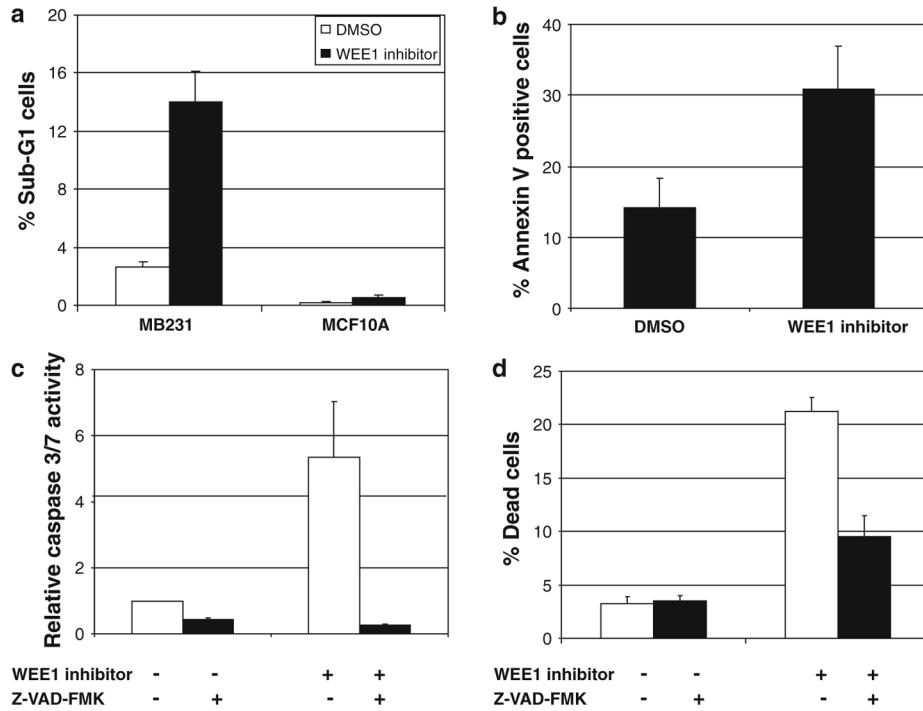 a
% Sub-G1 cells
20
16
12
8
4
0
DMSO
WEE1 inhibitor
MB231
MCF10A
b
% Annexin V positive cells
40
30
20
10
0
DMSO
WEE1 inhibitor
c
Relative caspase 3/7 activity
8
6
4
2
0
WEE1 inhibitor - - + +
Z-VAD-FMK - + - +
d
% Dead cells
25
20
15
10
5
0
WEE1 inhibitor - - + +
Z-VAD-FMK - + - +